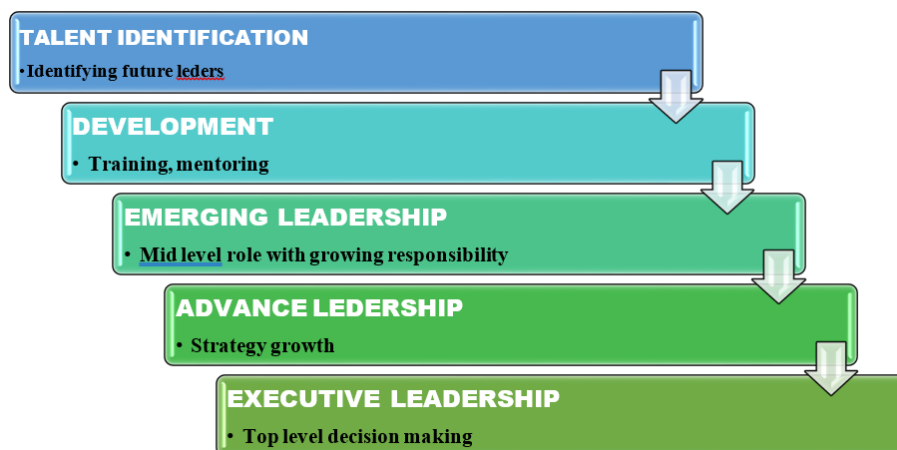 TALENT IDENTIFICATION
•Identifying future leders
DEVELOPMENT
• Training, mentoring
EMERGING LEADERSHIP
• Mid level role with growing responsibility
ADVANCE LEDERSHIP
• Strategy growth
EXECUTIVE LEADERSHIP
• Top level decision making